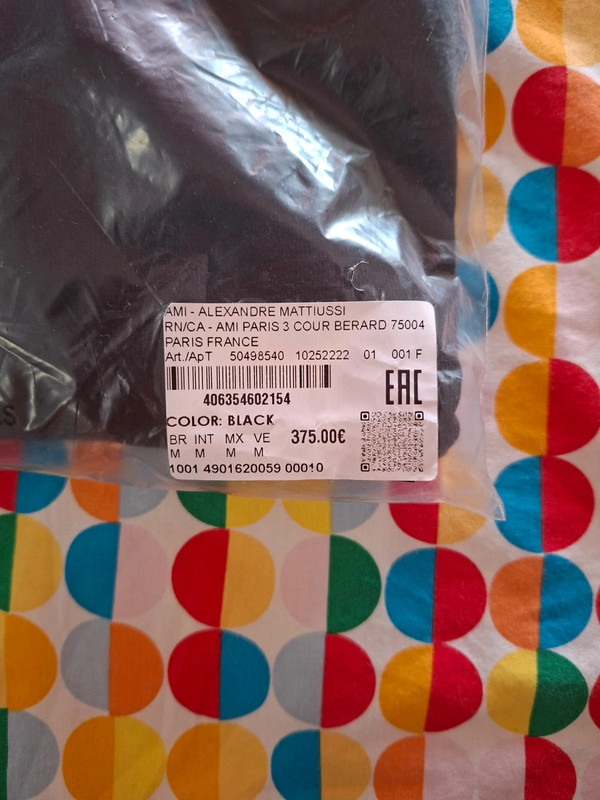 AMI - ALEXANDRE MATTIUSSI
RN/CA - AMI PARIS 3 COUR BERARD 75004
PARIS FRANCE
Art./ApT 50498540 10252222 01 001 F
406354602154
EAC
COLOR: BLACK
BR INT MX VE 375.00€
M M M M
1001 4901620059 00010